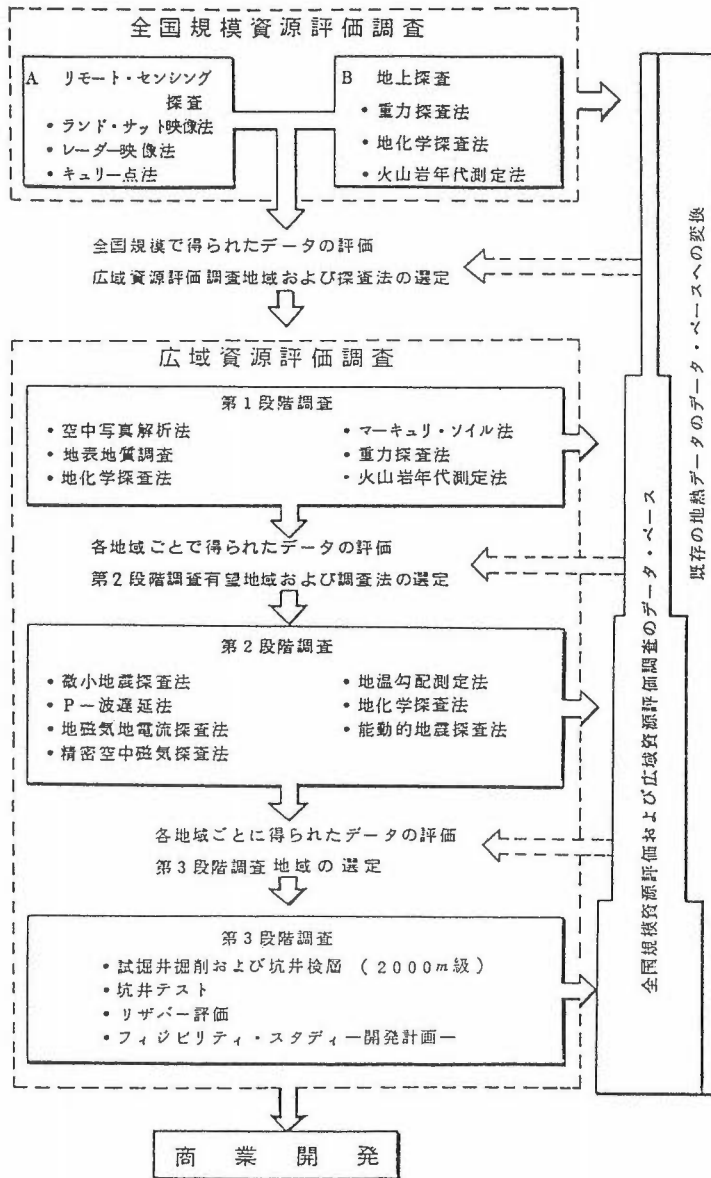 全国規模資源評価調査
A リモート・センシング
探査
• ランド・サット映像法
• レーダー映像法
• キュリー点法
B 地上探査
• 重力探査法
• 地化学探査法
• 火山岩年代測定法
全国規模で得られたデータの評価
広域資源評価調査地域および探査法の選定
広域資源評価調査
第1段階調査
• 空中写真解析法
• 地表地質調査
• 地化学探査法
• マーキュリ・ソイル法
• 重力探査法
• 火山岩年代測定法
各地域ごとで得られたデータの評価
第2段階調査有望地域および調査法の選定
第2段階調査
• 微小地震探査法
• P－波遅延法
• 地磁気地電流探査法
• 精密空中磁気探査法
• 地温勾配測定法
• 地化学探査法
• 能動的地震探査法
各地域ごとに得られたデータの評価
第3段階調査地域の選定
第3段階調査
• 試掘井掘削および坑井検層（2000m級）
• 坑井テスト
• リザバー評価
• フィジビリティ・スタディー開発計画－
商業開発
全国規模資源評価および広域資源評価調査のデータ・ベース
既存の地熱データのデータ・ベースへの変換